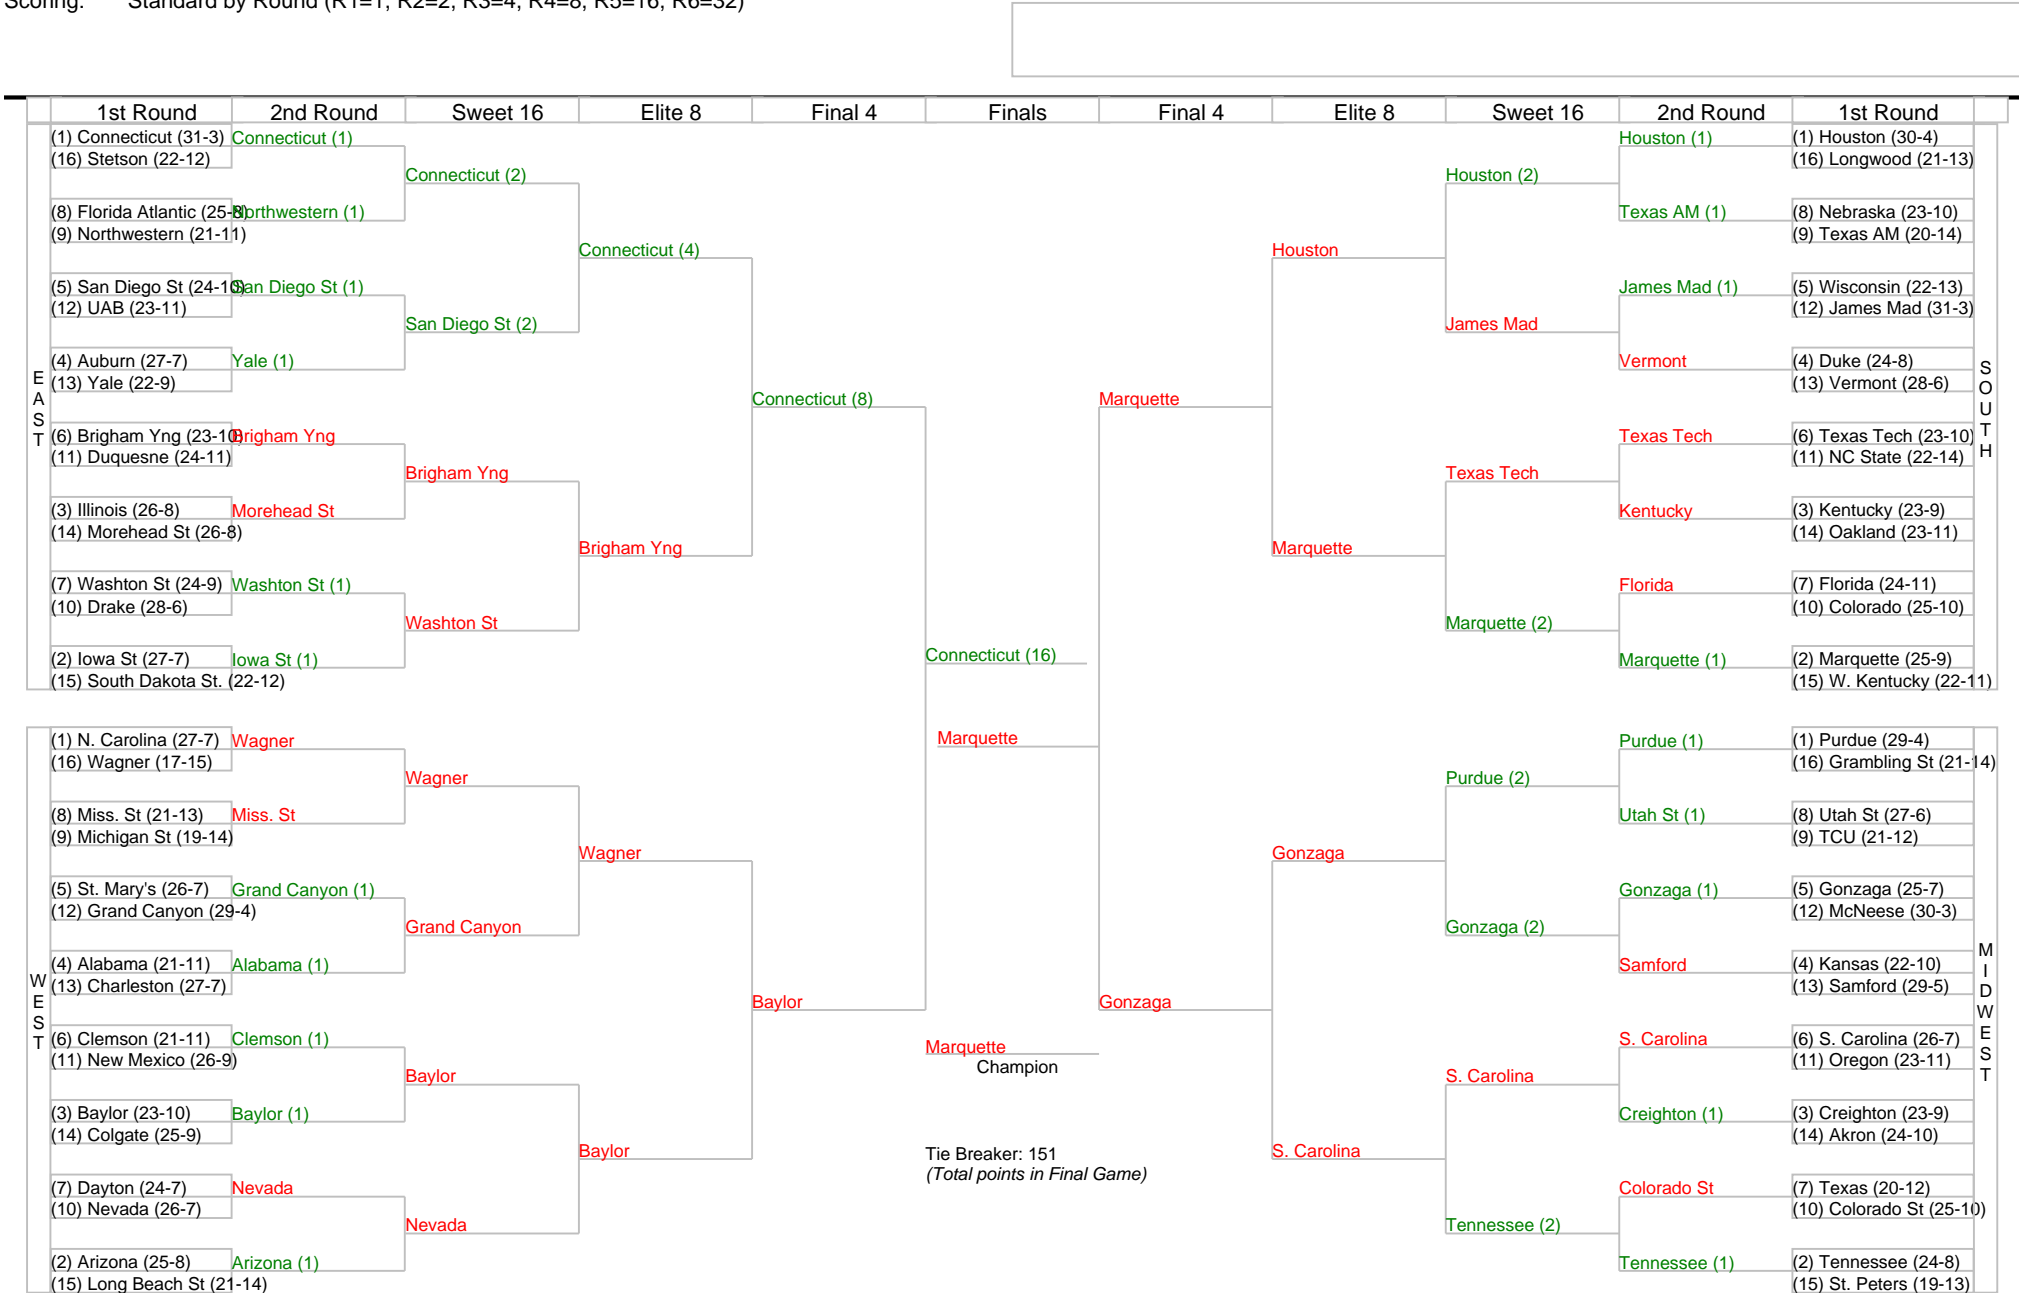 Scoring: Standard by Round (R1=1, R2=2, R3=4, R4=8, R5=16, R6=32)
1st Round 2nd Round Sweet 16 Elite 8 Final 4 Finals Final 4 Elite 8 Sweet 16 2nd Round 1st Round
EAST
(1) Connecticut (31-3)
(16) Stetson (22-12)
(8) Florida Atlantic (25-8)
(9) Northwestern (21-11)
(5) San Diego St (24-10)
(12) UAB (23-11)
(4) Auburn (27-7)
(13) Yale (22-9)
(6) Brigham Yng (23-10)
(11) Duquesne (24-11)
(3) Illinois (26-8)
(14) Morehead St (26-8)
(7) Washton St (24-9)
(10) Drake (28-6)
(2) Iowa St (27-7)
(15) South Dakota St. (22-12)
Connecticut (1)
Northwestern (1)
San Diego St (1)
Yale (1)
Brigham Yng
Morehead St
Washton St (1)
Iowa St (1)
Connecticut (2)
San Diego St (2)
Brigham Yng
Washton St
Connecticut (4)
Brigham Yng
Connecticut (8)
WEST
(1) N. Carolina (27-7)
(16) Wagner (17-15)
(8) Miss. St (21-13)
(9) Michigan St (19-14)
(5) St. Mary's (26-7)
(12) Grand Canyon (29-4)
(4) Alabama (21-11)
(13) Charleston (27-7)
(6) Clemson (21-11)
(11) New Mexico (26-9)
(3) Baylor (23-10)
(14) Colgate (25-9)
(7) Dayton (24-7)
(10) Nevada (26-7)
(2) Arizona (25-8)
(15) Long Beach St (21-14)
Wagner
Miss. St
Grand Canyon (1)
Alabama (1)
Clemson (1)
Baylor (1)
Nevada
Arizona (1)
Wagner
Grand Canyon
Baylor
Nevada
Wagner
Baylor
Baylor
Connecticut (16)
Marquette
Marquette
Champion
Tie Breaker: 151
(Total points in Final Game)
Marquette
Houston
Marquette
Houston (2)
James Mad
Texas Tech
Marquette (2)
Houston (1)
Texas AM (1)
James Mad (1)
Vermont
Texas Tech
Kentucky
Florida
Marquette (1)
(1) Houston (30-4)
(16) Longwood (21-13)
(8) Nebraska (23-10)
(9) Texas AM (20-14)
(5) Wisconsin (22-13)
(12) James Mad (31-3)
(4) Duke (24-8)
(13) Vermont (28-6)
(6) Texas Tech (23-10)
(11) NC State (22-14)
(3) Kentucky (23-9)
(14) Oakland (23-11)
(7) Florida (24-11)
(10) Colorado (25-10)
(2) Marquette (25-9)
(15) W. Kentucky (22-11)
SOUTH
Gonzaga
Gonzaga
S. Carolina
Purdue (2)
Gonzaga (2)
S. Carolina
Tennessee (2)
Purdue (1)
Utah St (1)
Gonzaga (1)
Samford
S. Carolina
Creighton (1)
Colorado St
Tennessee (1)
(1) Purdue (29-4)
(16) Grambling St (21-14)
(8) Utah St (27-6)
(9) TCU (21-12)
(5) Gonzaga (25-7)
(12) McNeese (30-3)
(4) Kansas (22-10)
(13) Samford (29-5)
(6) S. Carolina (26-7)
(11) Oregon (23-11)
(3) Creighton (23-9)
(14) Akron (24-10)
(7) Texas (20-12)
(10) Colorado St (25-10)
(2) Tennessee (24-8)
(15) St. Peters (19-13)
MIDWEST